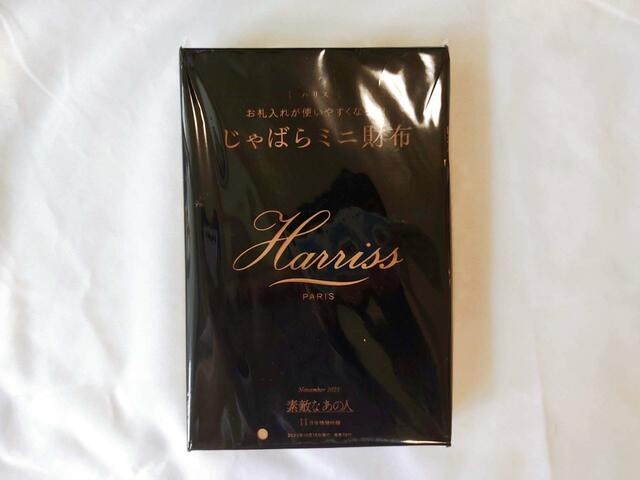 ハリス
お札入れが使いやすくな
じゃばらミニ財布
Harriss
PARIS
November 2023
素敵なあの人
11月号特別付録